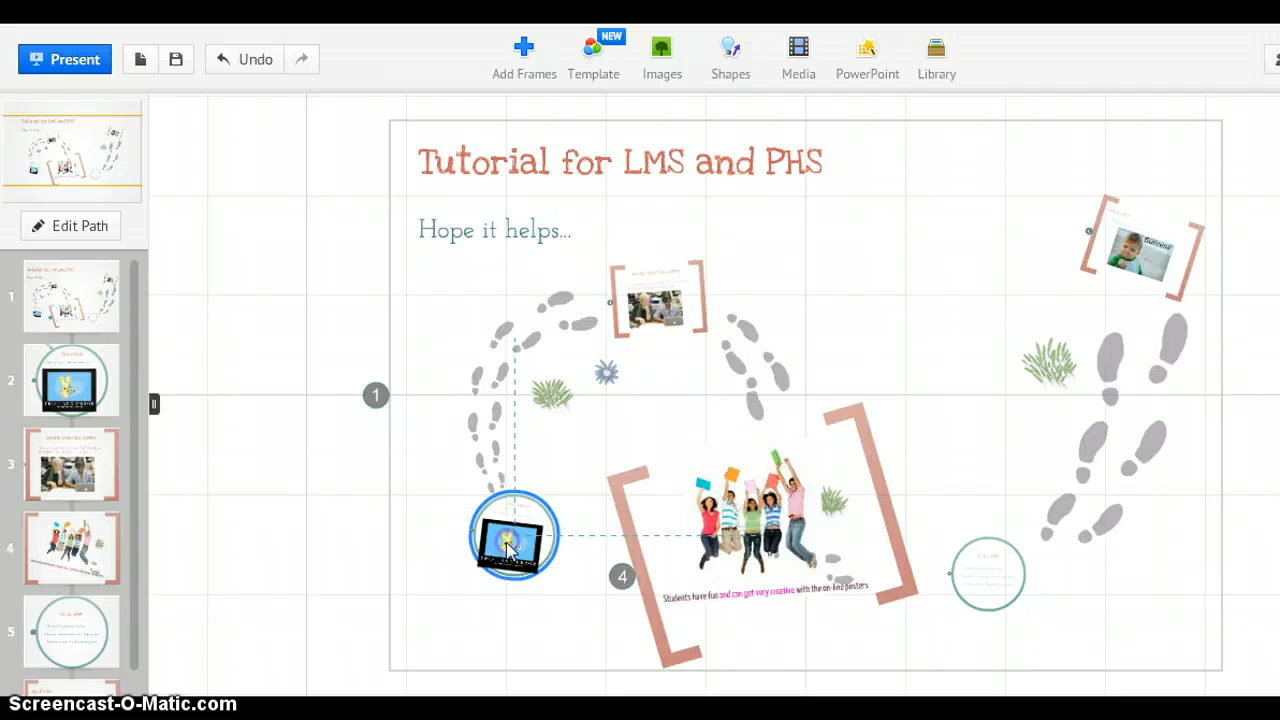 Present
Undo
Add Frames
NEW
Template
Images
Shapes
Media
PowerPoint
Library
Edit Path
1
2
3
4
5
Tutorial for LMS and PHS
Hope it helps...
1
4
Success
Students have fun and can get very creative with the on-line posters
Screencast-O-Matic.com